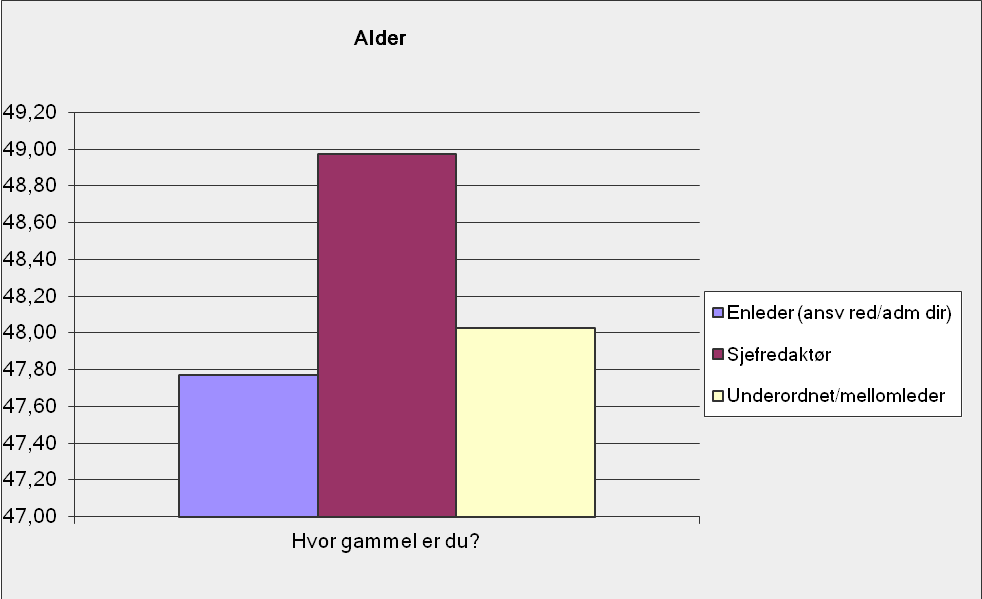 Alder
49,20
49,00
48,80
48,60
48,40
48,20
48,00
47,80
47,60
47,40
47,20
47,00
Hvor gammel er du?
Enleder (ansv red/adm dir)
Sjefredaktør
Underordnet/mellomleder